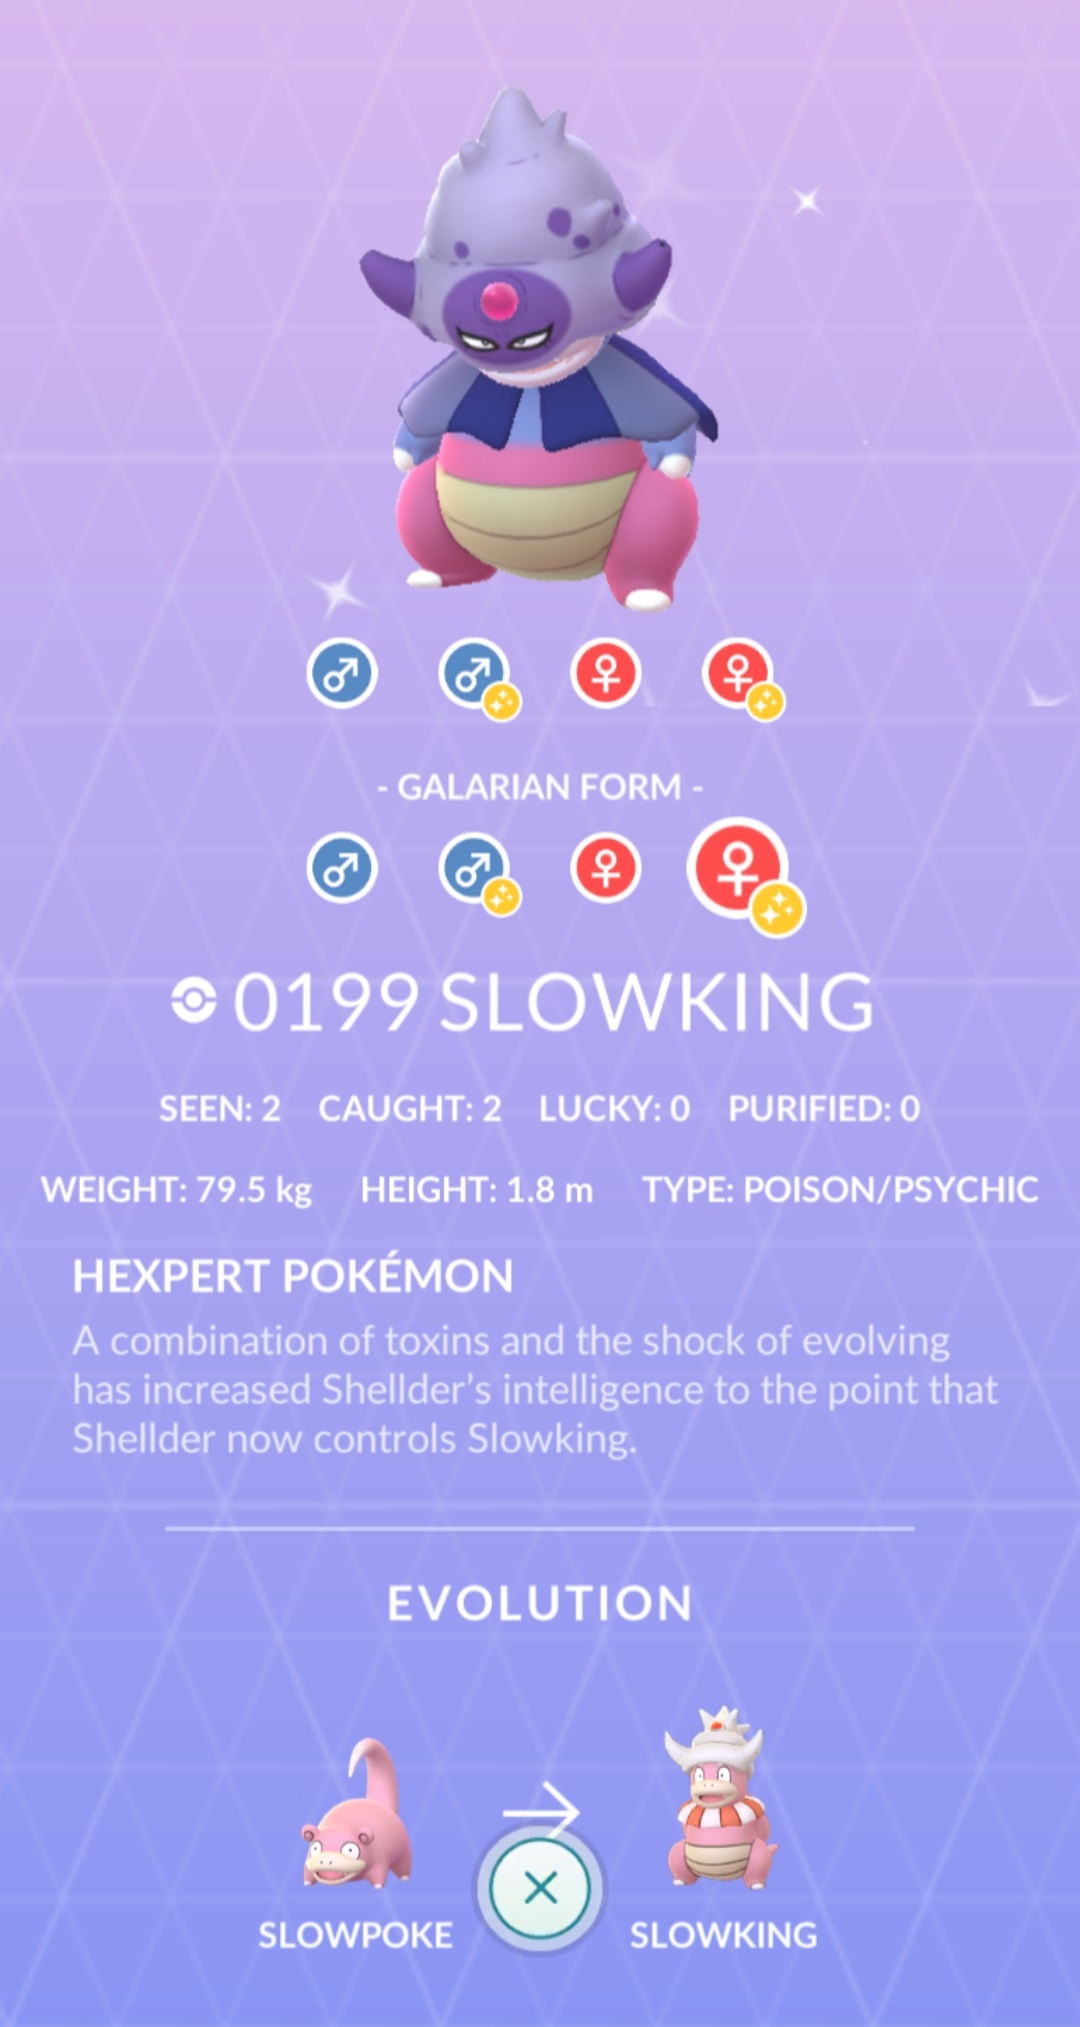 - GALARIAN FORM -
0199 SLOWKING
SEEN: 2 CAUGHT: 2 LUCKY: 0 PURIFIED: 0
WEIGHT: 79.5 kg HEIGHT: 1.8 m TYPE: POISON/PSYCHIC
HEXPERT POKÉMON
A combination of toxins and the shock of evolving
has increased Shellder’s intelligence to the point that
Shellder now controls Slowking.
EVOLUTION
SLOWPOKE SLOWKING